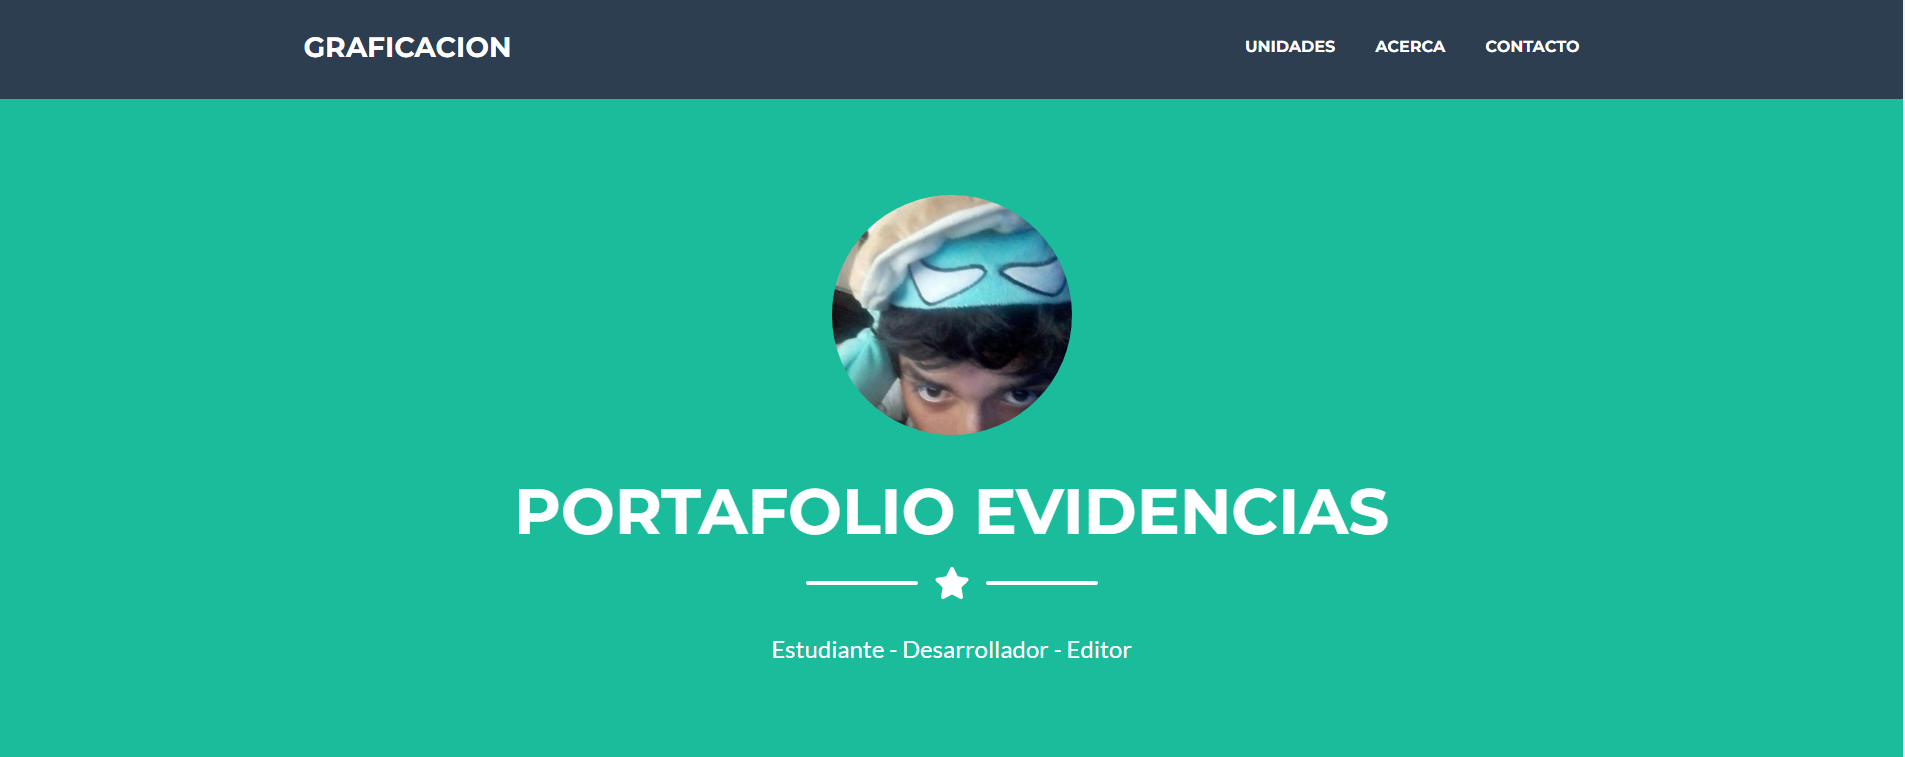 GRAFICACION
UNIDADES ACERCA CONTACTO
PORTAFOLIO EVIDENCIAS
Estudiante - Desarrollador - Editor